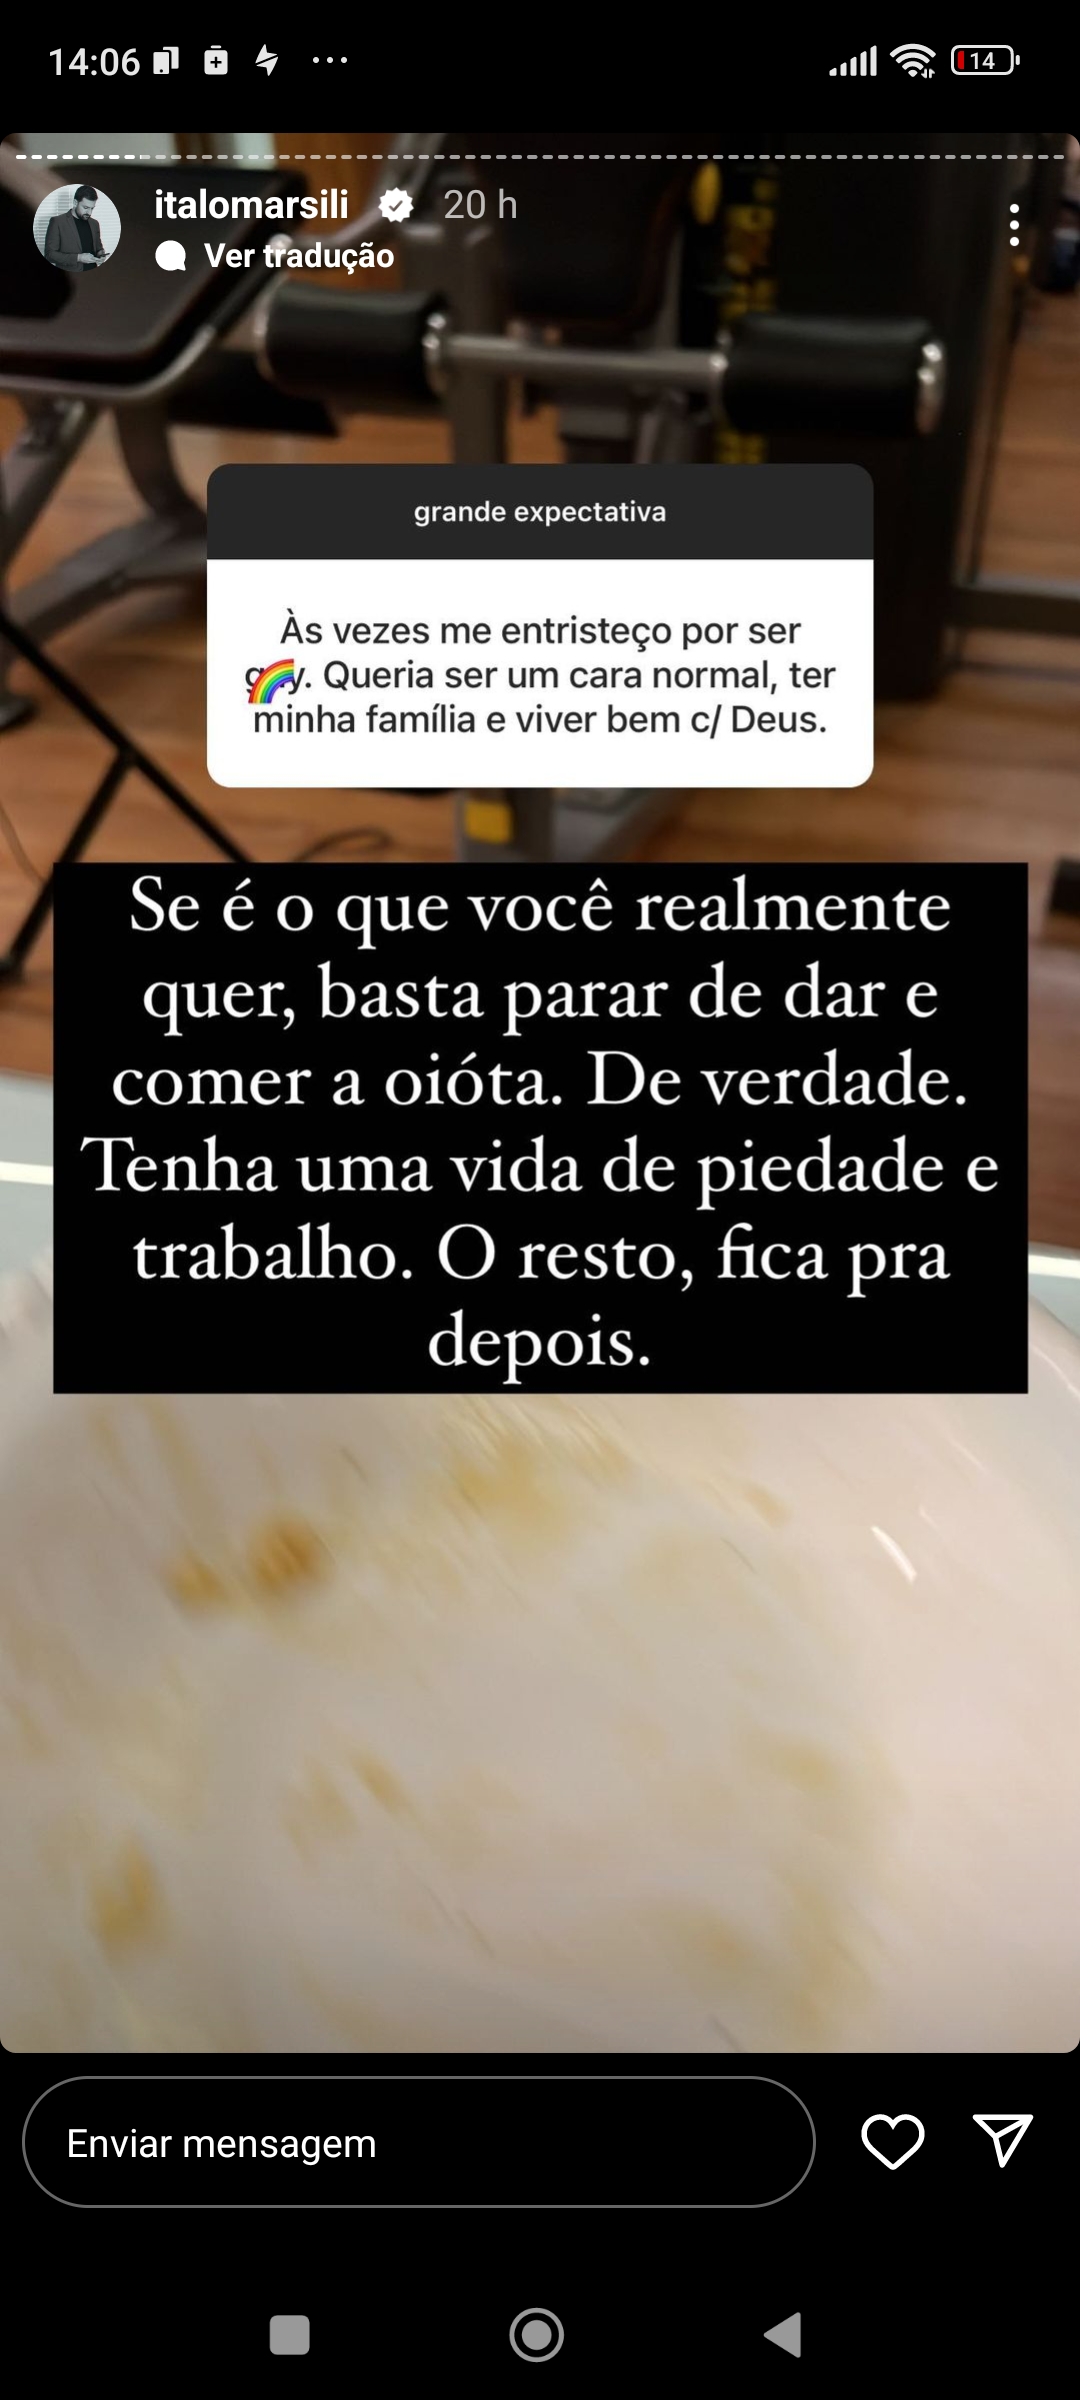 14:06
14
italomarsili 20 h
Ver tradução
grande expectativa
Às vezes me entristeço por ser
g🌈y. Queria ser um cara normal, ter
minha família e viver bem c/ Deus.
Se é o que você realmente
quer, basta parar de dar e
comer a oióta. De verdade.
Tenha uma vida de piedade e
trabalho. O resto, fica pra
depois.
Enviar mensagem